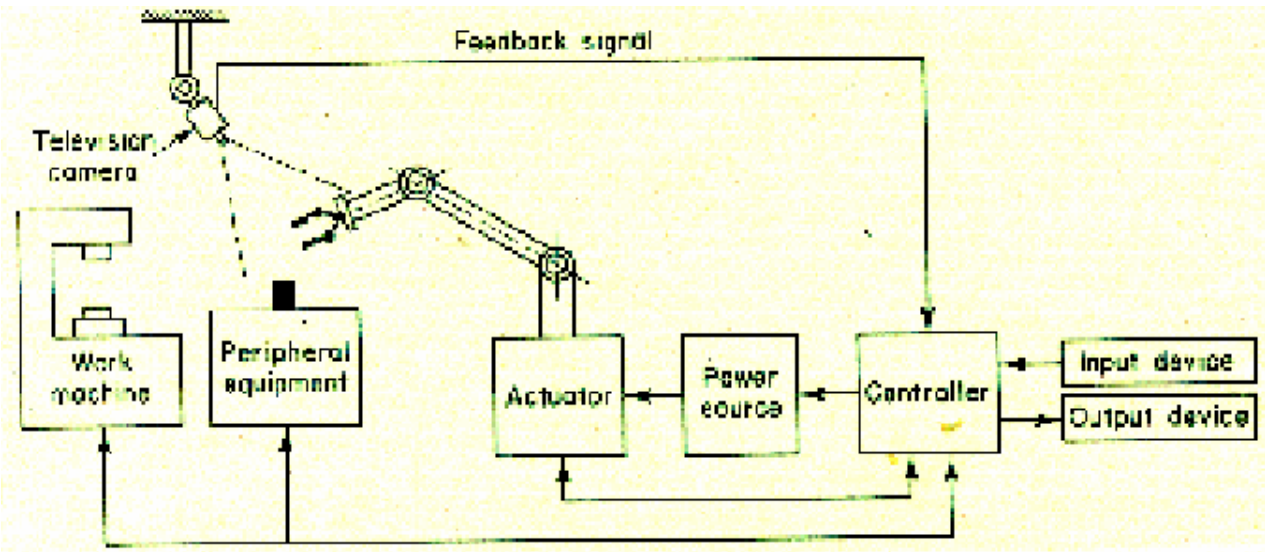 Feedback signal
Television
camera
Work
machine
Peripheral
equipment
Actuator
Power
source
Controller
Input device
Output device